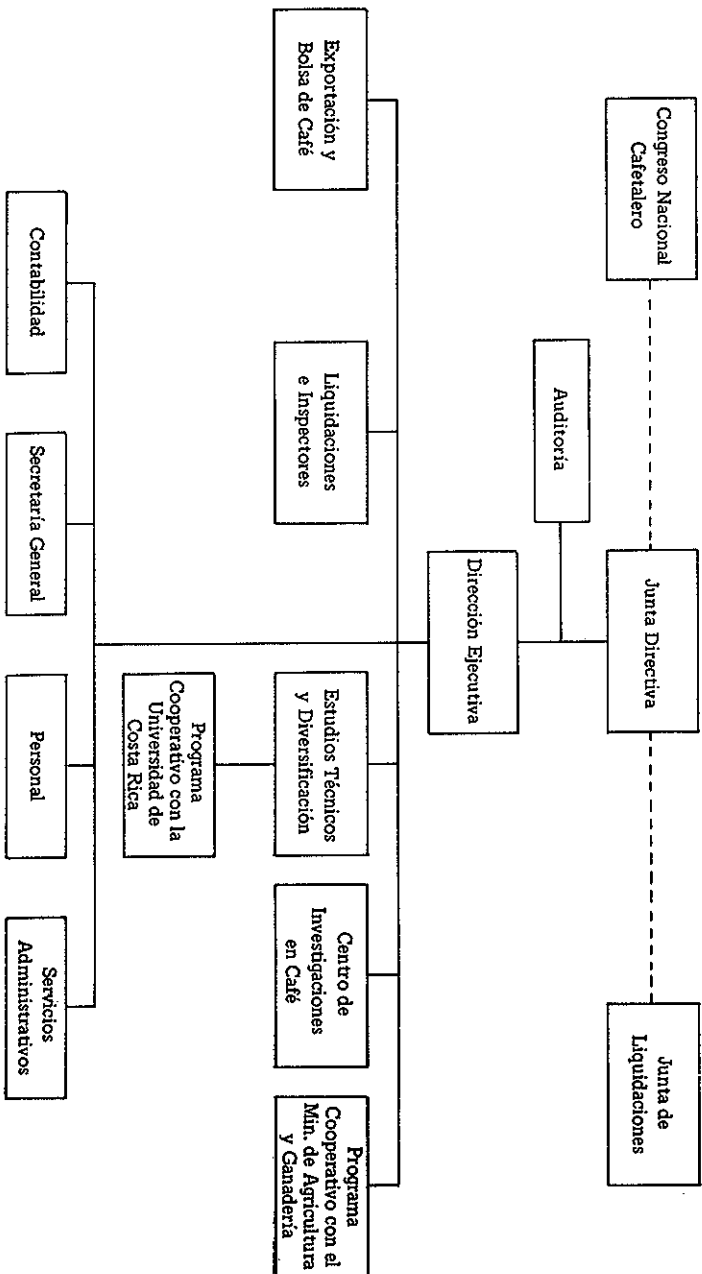 Congreso Nacional
Cafetalero
Junta Directiva
Junta de
Liquidaciones
Auditoría
Dirección Ejecutiva
Exportación y
Bolsa de Café
Liquidaciones
e Inspectores
Estudios Técnicos
y Diversificación
Centro de
Investigaciones
en Café
Programa
Cooperativo con el
Min. de Agricultura
y Ganadería
Programa
Cooperativo con la
Universidad de
Costa Rica
Contabilidad
Secretaría General
Personal
Servicios
Administrativos